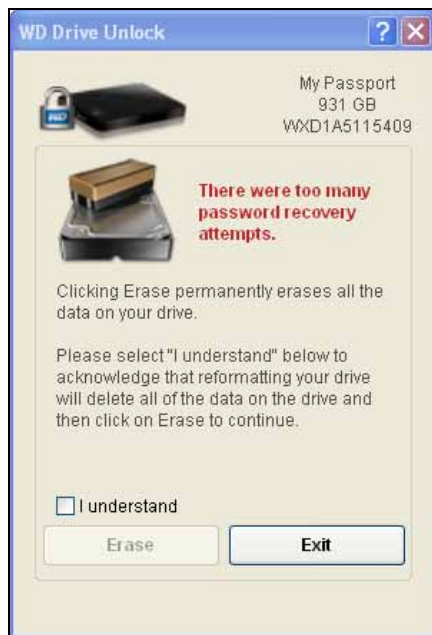 WD Drive Unlock
My Passport
931 GB
WXD1A5115409
WD
There were too many
password recovery
attempts.
Clicking Erase permanently erases all the
data on your drive.
Please select "I understand" below to
acknowledge that reformatting your drive
will delete all of the data on the drive and
then click on Erase to continue.
I understand
Erase
Exit